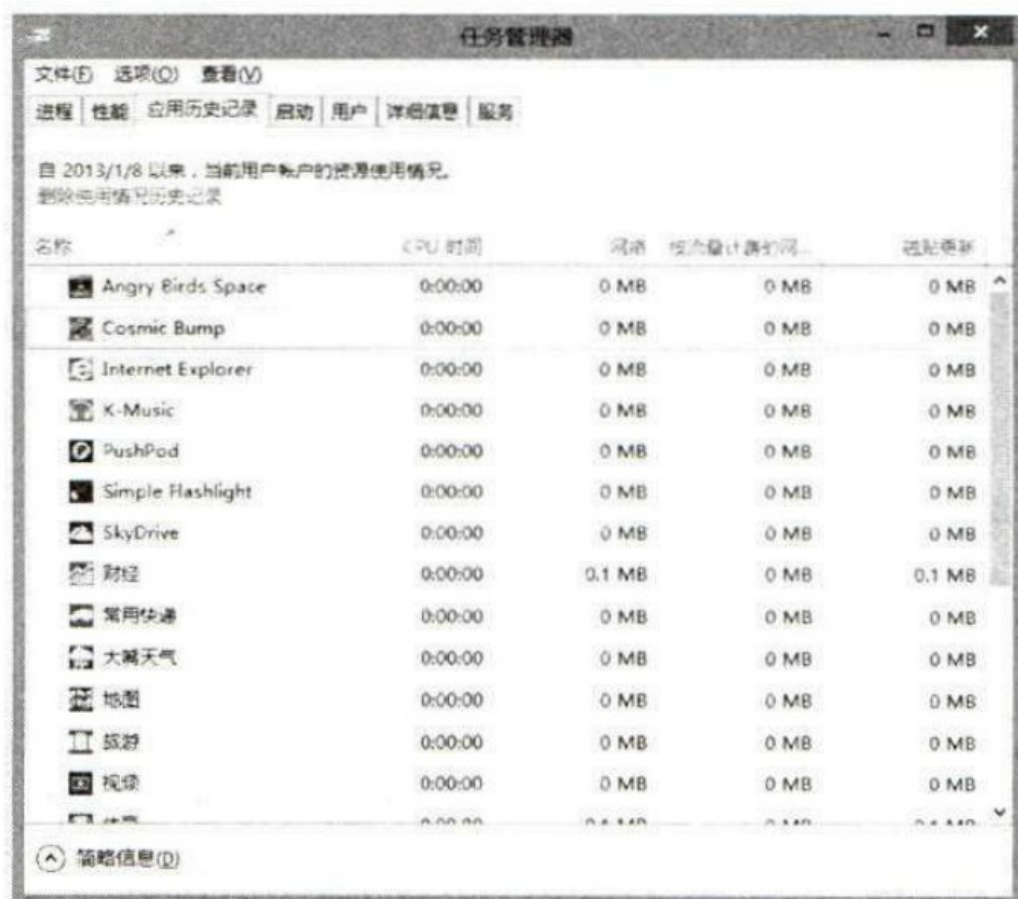 任务管理器
文件(F) 选项(O) 查看(V)
进程 性能 应用历史记录 启动 用户 详细信息 服务
自 2013/1/8 以来，当前用户帐户的资源使用情况。
删除使用情况历史记录
名称 CPU 时间 网络 按流量计费的网... 磁贴更新
Angry Birds Space 0:00:00 0 MB 0 MB 0 MB
Cosmic Bump 0:00:00 0 MB 0 MB 0 MB
Internet Explorer 0:00:00 0 MB 0 MB 0 MB
K-Music 0:00:00 0 MB 0 MB 0 MB
PushPod 0:00:00 0 MB 0 MB 0 MB
Simple Flashlight 0:00:00 0 MB 0 MB 0 MB
SkyDrive 0:00:00 0 MB 0 MB 0 MB
财经 0:00:00 0.1 MB 0 MB 0.1 MB
常用快递 0:00:00 0 MB 0 MB 0 MB
大嘴天气 0:00:00 0 MB 0 MB 0 MB
地图 0:00:00 0 MB 0 MB 0 MB
旅游 0:00:00 0 MB 0 MB 0 MB
视频 0:00:00 0 MB 0 MB 0 MB
简略信息(D)